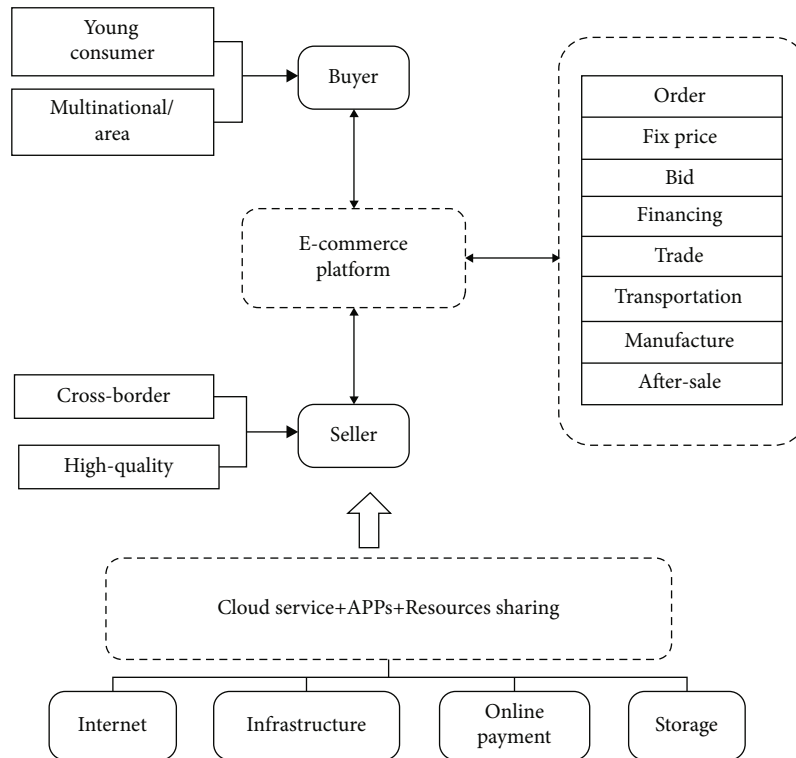 Young
consumer
Multinational/
area
Buyer
E-commerce
platform
Order
Fix price
Bid
Financing
Trade
Transportation
Manufacture
After-sale
Cross-border
High-quality
Seller
Cloud service+APPs+Resources sharing
Internet
Infrastructure
Online
payment
Storage